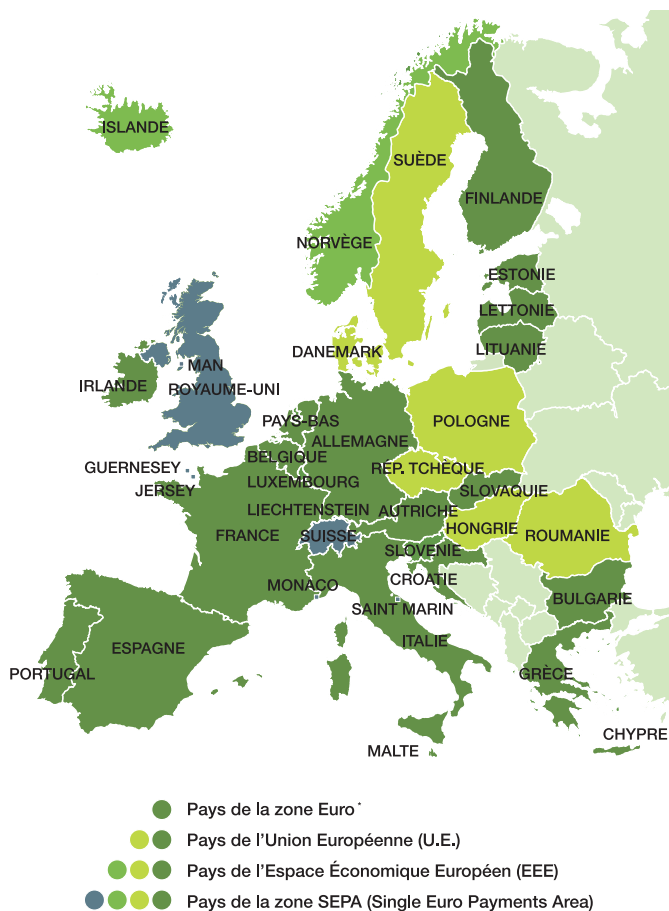 ISLANDE
SUÈDE
FINLANDE
NORVÈGE
ESTONIE
LETTONIE
DANEMARK
LITUANIE
MAN
IRLANDE
ROYAUME-UNI
PAYS-BAS
POLOGNE
ALLEMAGNE
BELGIQUE
GUERNESEY
RÉP. TCHÈQUE
LUXEMBOURG
JERSEY
SLOVAQUIE
LIECHTENSTEIN
AUTRICHE
HONGRIE
FRANCE
SUISSE
ROUMANIE
SLOVENIE
CROATIE
MONACO
BULGARIE
SAINT MARIN
ESPAGNE
ITALIE
PORTUGAL
GRÈCE
CHYPRE
MALTE
Pays de la zone Euro*
Pays de l'Union Européenne (U.E.)
Pays de l'Espace Économique Européen (EEE)
Pays de la zone SEPA (Single Euro Payments Area)